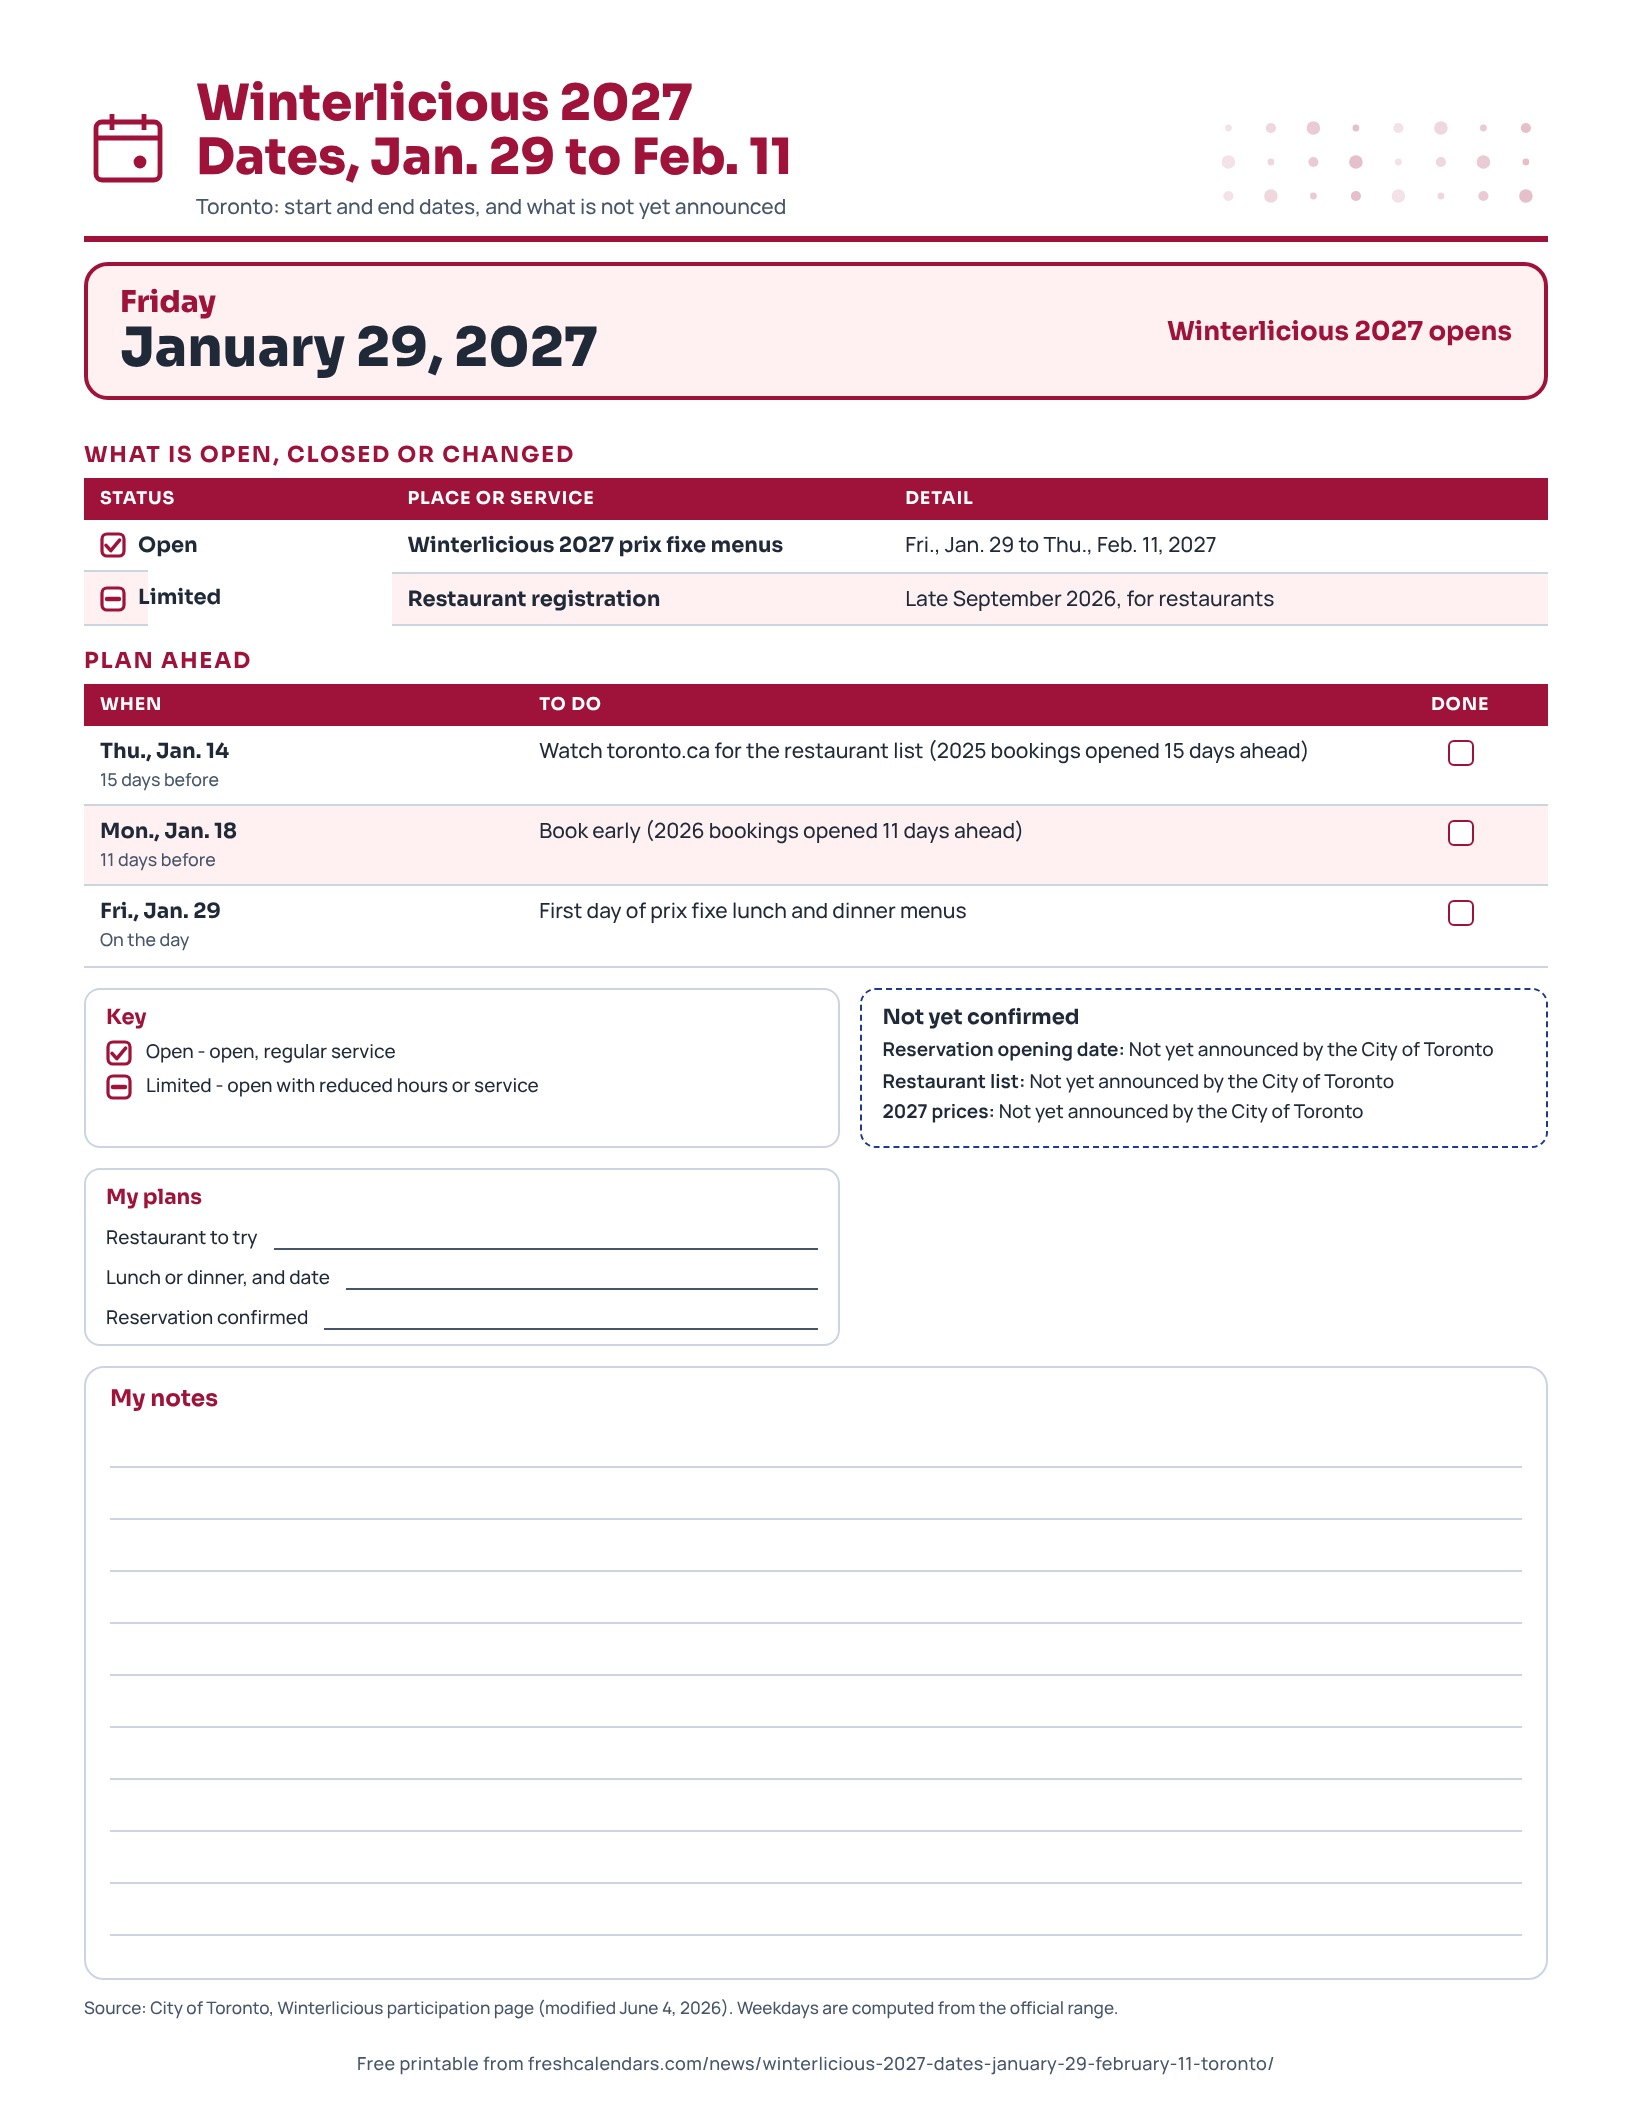 Winterlicious 2027
Dates, Jan. 29 to Feb. 11
Toronto: start and end dates, and what is not yet announced
Friday
January 29, 2027
Winterlicious 2027 opens
WHAT IS OPEN, CLOSED OR CHANGED
STATUS PLACE OR SERVICE DETAIL
Open Winterlicious 2027 prix fixe menus Fri., Jan. 29 to Thu., Feb. 11, 2027
Limited Restaurant registration Late September 2026, for restaurants
PLAN AHEAD
WHEN TO DO DONE
Thu., Jan. 14 Watch toronto.ca for the restaurant list (2025 bookings opened 15 days ahead)
15 days before
Mon., Jan. 18 Book early (2026 bookings opened 11 days ahead)
11 days before
Fri., Jan. 29 First day of prix fixe lunch and dinner menus
On the day
Key
Open - open, regular service
Limited - open with reduced hours or service
Not yet confirmed
Reservation opening date: Not yet announced by the City of Toronto
Restaurant list: Not yet announced by the City of Toronto
2027 prices: Not yet announced by the City of Toronto
My plans
Restaurant to try
Lunch or dinner, and date
Reservation confirmed
My notes
Source: City of Toronto, Winterlicious participation page (modified June 4, 2026). Weekdays are computed from the official range.
Free printable from freshcalendars.com/news/winterlicious-2027-dates-january-29-february-11-toronto/